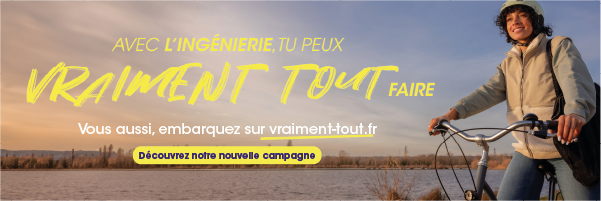 AVEC L'INGÉNIERIE, TU PEUX
VRAIMENT TOUT FAIRE
Vous aussi, embarquez sur vraiment-tout.fr
Découvrez notre nouvelle campagne